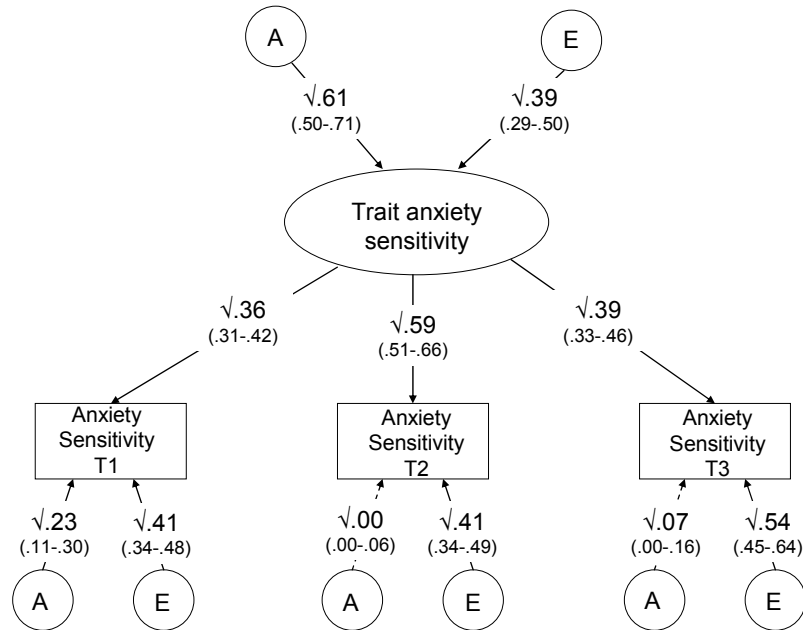 A
E
√.61
(.50-.71)
√.39
(.29-.50)
Trait anxiety
sensitivity
√.36
(.31-.42)
√.59
(.51-.66)
√.39
(.33-.46)
Anxiety
Sensitivity
T1
Anxiety
Sensitivity
T2
Anxiety
Sensitivity
T3
√.23
(.11-.30)
√.41
(.34-.48)
√.00
(.00-.06)
√.41
(.34-.49)
√.07
(.00-.16)
√.54
(.45-.64)
A
E
A
E
A
E